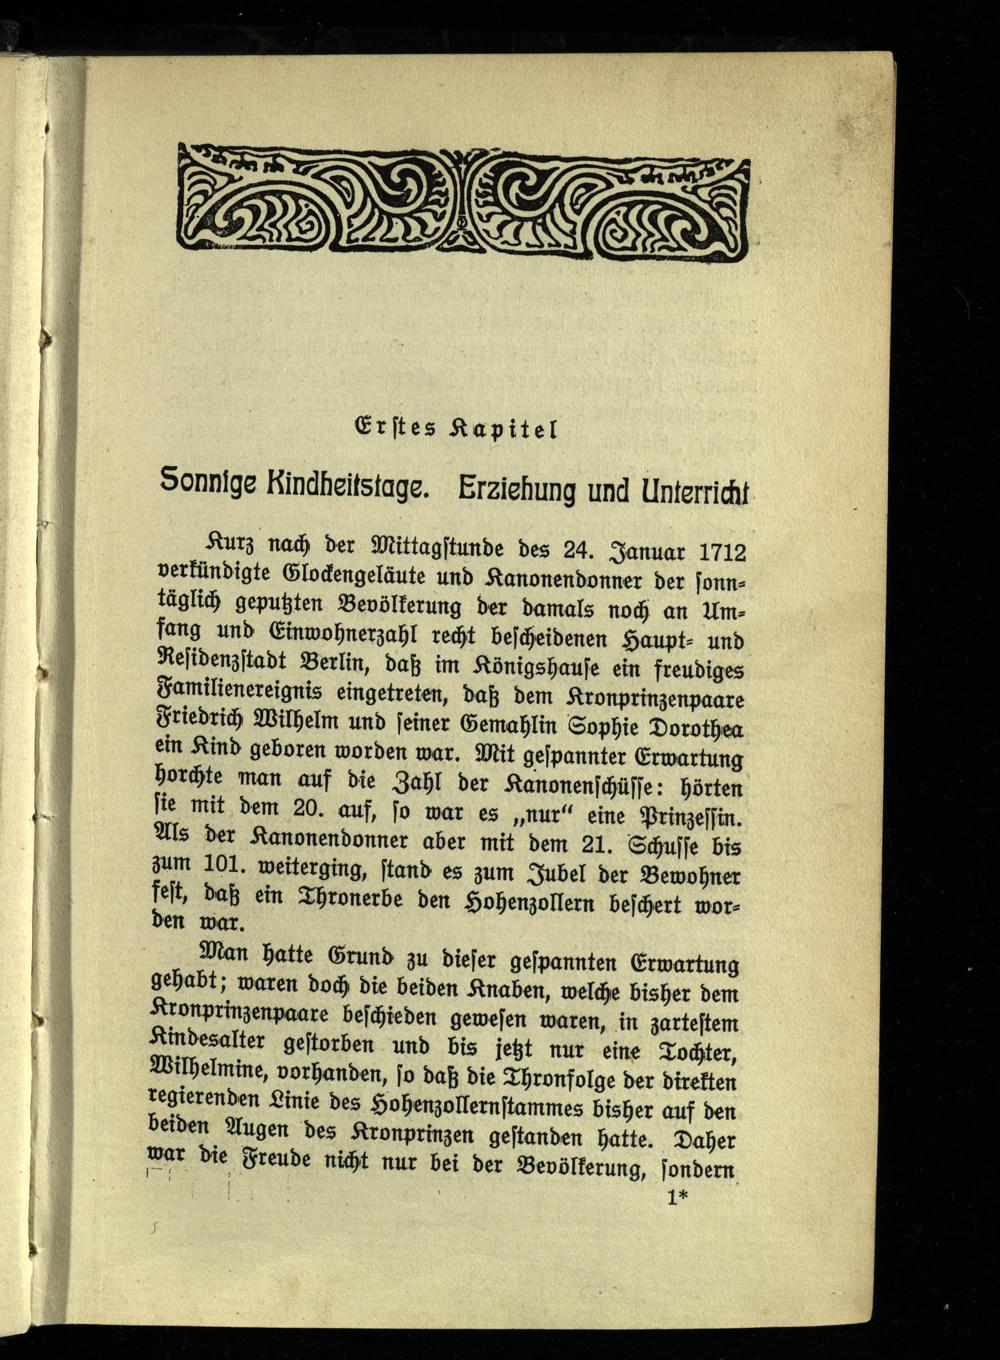 Erstes Kapitel
Sonnige Kindheitstage. Erziehung und Unterricht
Kurz nach der Mittagstunde des 24. Januar 1712
verkündigte Glockengeläute und Kanonendonner der sonn-
täglich geputzten Bevölkerung der damals noch an Um-
fang und Einwohnerzahl recht bescheidenen Haupt- und
Residenzstadt Berlin, daß im Königshause ein freudiges
Familienereignis eingetreten, daß dem Kronprinzenpaare
Friedrich Wilhelm und seiner Gemahlin Sophie Dorothea
ein Kind geboren worden war. Mit gespannter Erwartung
horchte man auf die Zahl der Kanonenschüsse: hörten
sie mit dem 20. auf, so war es „nur“ eine Prinzessin.
Als der Kanonendonner aber mit dem 21. Schusse bis
zum 101. weiterging, stand es zum Jubel der Bewohner
fest, daß ein Thronerbe den Hohenzollern beschert wor-
den war.
Man hatte Grund zu dieser gespannten Erwartung
gehabt; waren doch die beiden Knaben, welche bisher dem
Kronprinzenpaare beschieden gewesen waren, in zartestem
Kindesalter gestorben und bis jetzt nur eine Tochter,
Wilhelmine, vorhanden, so daß die Thronfolge der direkten
regierenden Linie des Hohenzollernstammes bisher auf den
beiden Augen des Kronprinzen gestanden hatte. Daher
war die Freude nicht nur bei der Bevölkerung, sondern
1*